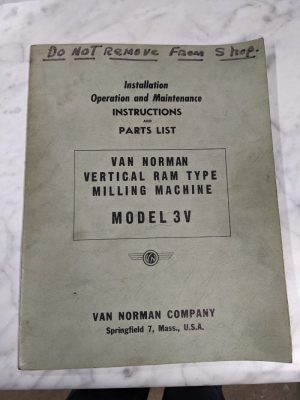 Do Not Remove From Shop.
Installation
Operation and Maintenance
INSTRUCTIONS
AND
PARTS LIST
VAN NORMAN
VERTICAL RAM TYPE
MILLING MACHINE
MODEL 3V
VAN NORMAN COMPANY
Springfield 7, Mass., U.S.A.